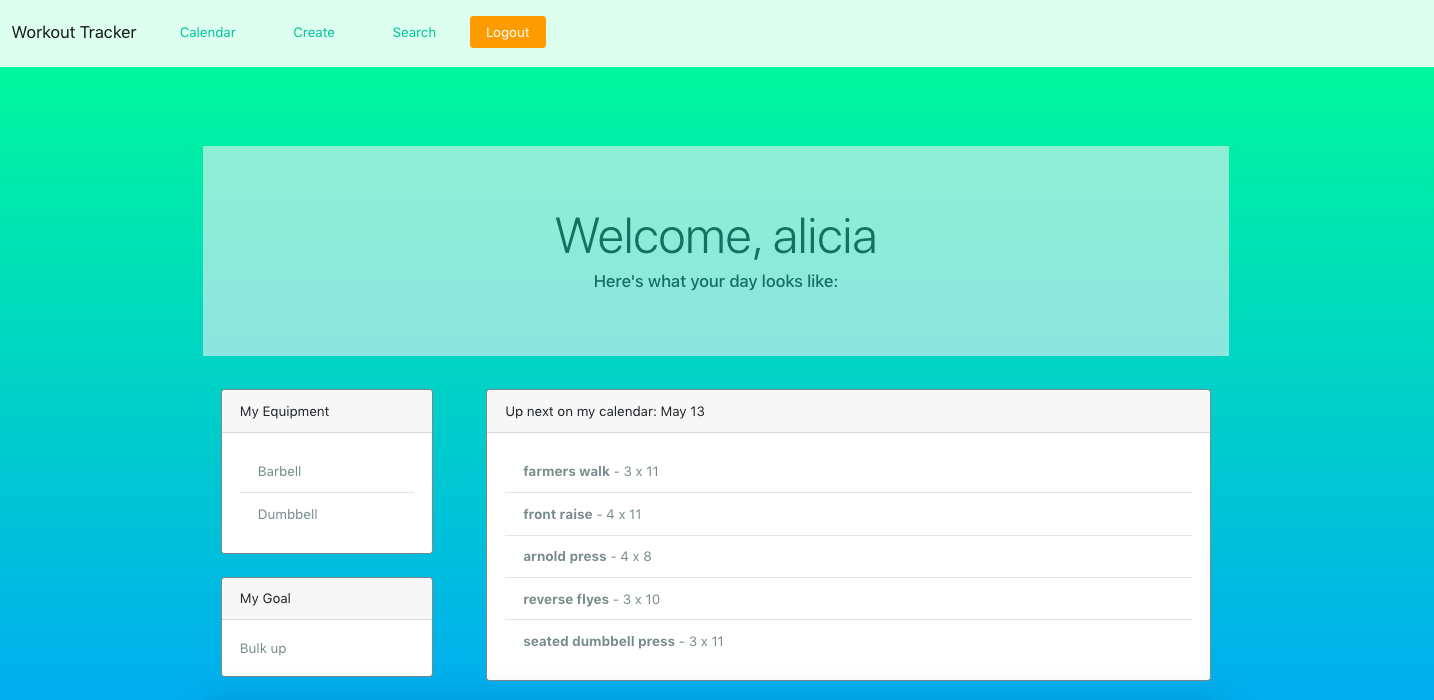 Workout Tracker Calendar Create Search Logout
Welcome, alicia
Here's what your day looks like:
My Equipment
Barbell
Dumbbell
My Goal
Bulk up
Up next on my calendar: May 13
farmers walk - 3 x 11
front raise - 4 x 11
arnold press - 4 x 8
reverse flyes - 3 x 10
seated dumbbell press - 3 x 11